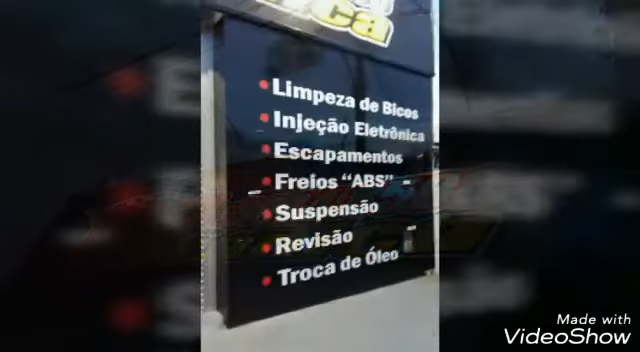 Limpeza de Bicos
Injeção Eletrônica
Escapamentos
Freios “ABS”
Suspensão
Revisão
Troca de Óleo
Made with
VideoShow